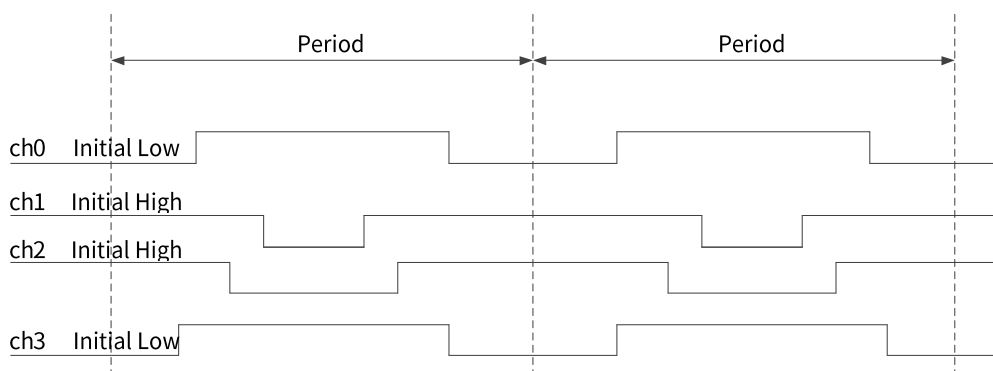 Period Period
ch0 Initial Low
ch1 Initial High
ch2 Initial High
ch3 Initial Low